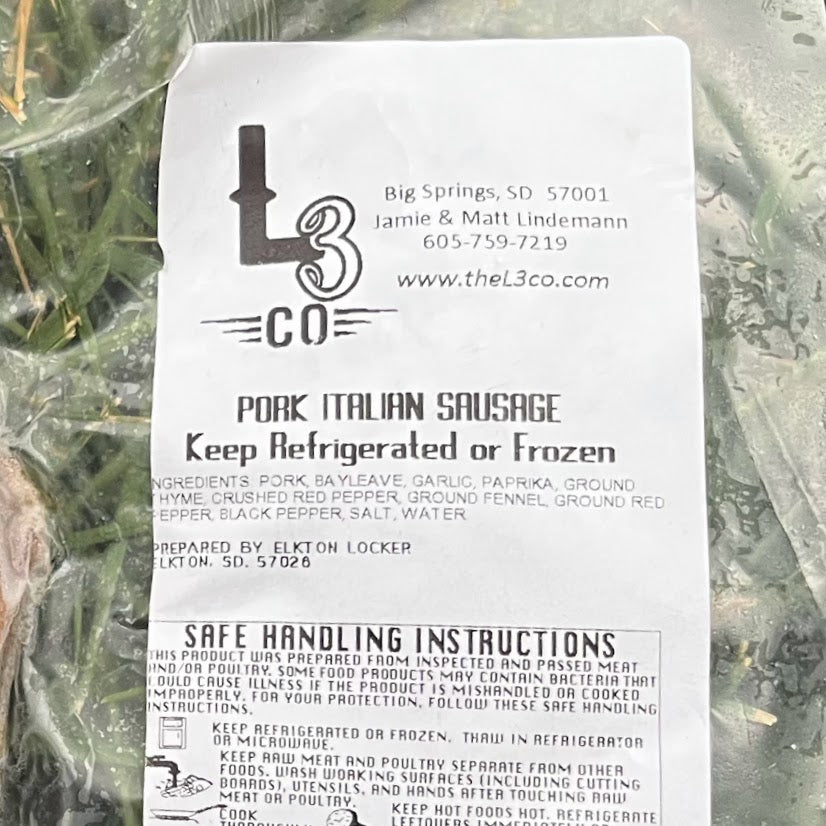 L3
CO
Big Springs, SD 57001
Jamie & Matt Lindemann
605-759-7219
www.theL3co.com
PORK ITALIAN SAUSAGE
Keep Refrigerated or Frozen
NGREDIENTS: PORK, BAYLEAVE, GARLIC, PAPRIKA, GROUND
HYME, CRUSHED RED PEPPER, GROUND FENNEL, GROUND RED
EPPER, BLACK PEPPER, SALT, WATER
PREPARED BY ELKTON LOCKER
ELKTON, SD. 57026
SAFE HANDLING INSTRUCTIONS
THIS PRODUCT WAS PREPARED FROM INSPECTED AND PASSED MEAT
AND/OR POULTRY. SOME FOOD PRODUCTS MAY CONTAIN BACTERIA THAT
COULD CAUSE ILLNESS IF THE PRODUCT IS MISHANDLED OR COOKED
IMPROPERLY. FOR YOUR PROTECTION, FOLLOW THESE SAFE HANDLING
INSTRUCTIONS.
KEEP REFRIGERATED OR FROZEN. THAW IN REFRIGERATOR
OR MICROWAVE.
KEEP RAW MEAT AND POULTRY SEPARATE FROM OTHER
FOODS. WASH WORKING SURFACES (INCLUDING CUTTING
BOARDS), UTENSILS, AND HANDS AFTER TOUCHING RAW
MEAT OR POULTRY.
COOK
KEEP HOT FOODS HOT. REFRIGERATE